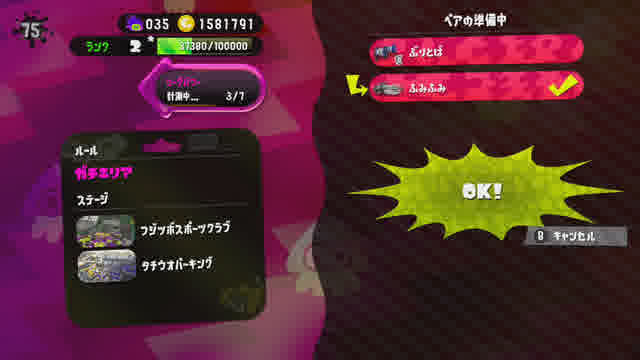 75
035 1581791
ランク 2 37380/100000
計測中... 3/7
ルール
ガチホコリア
ステージ
フジツボスポーツクラブ
タチウオパーキング
ペアの準備中
ぷりとぱ
ふみふみ
OK!
B キャンセル